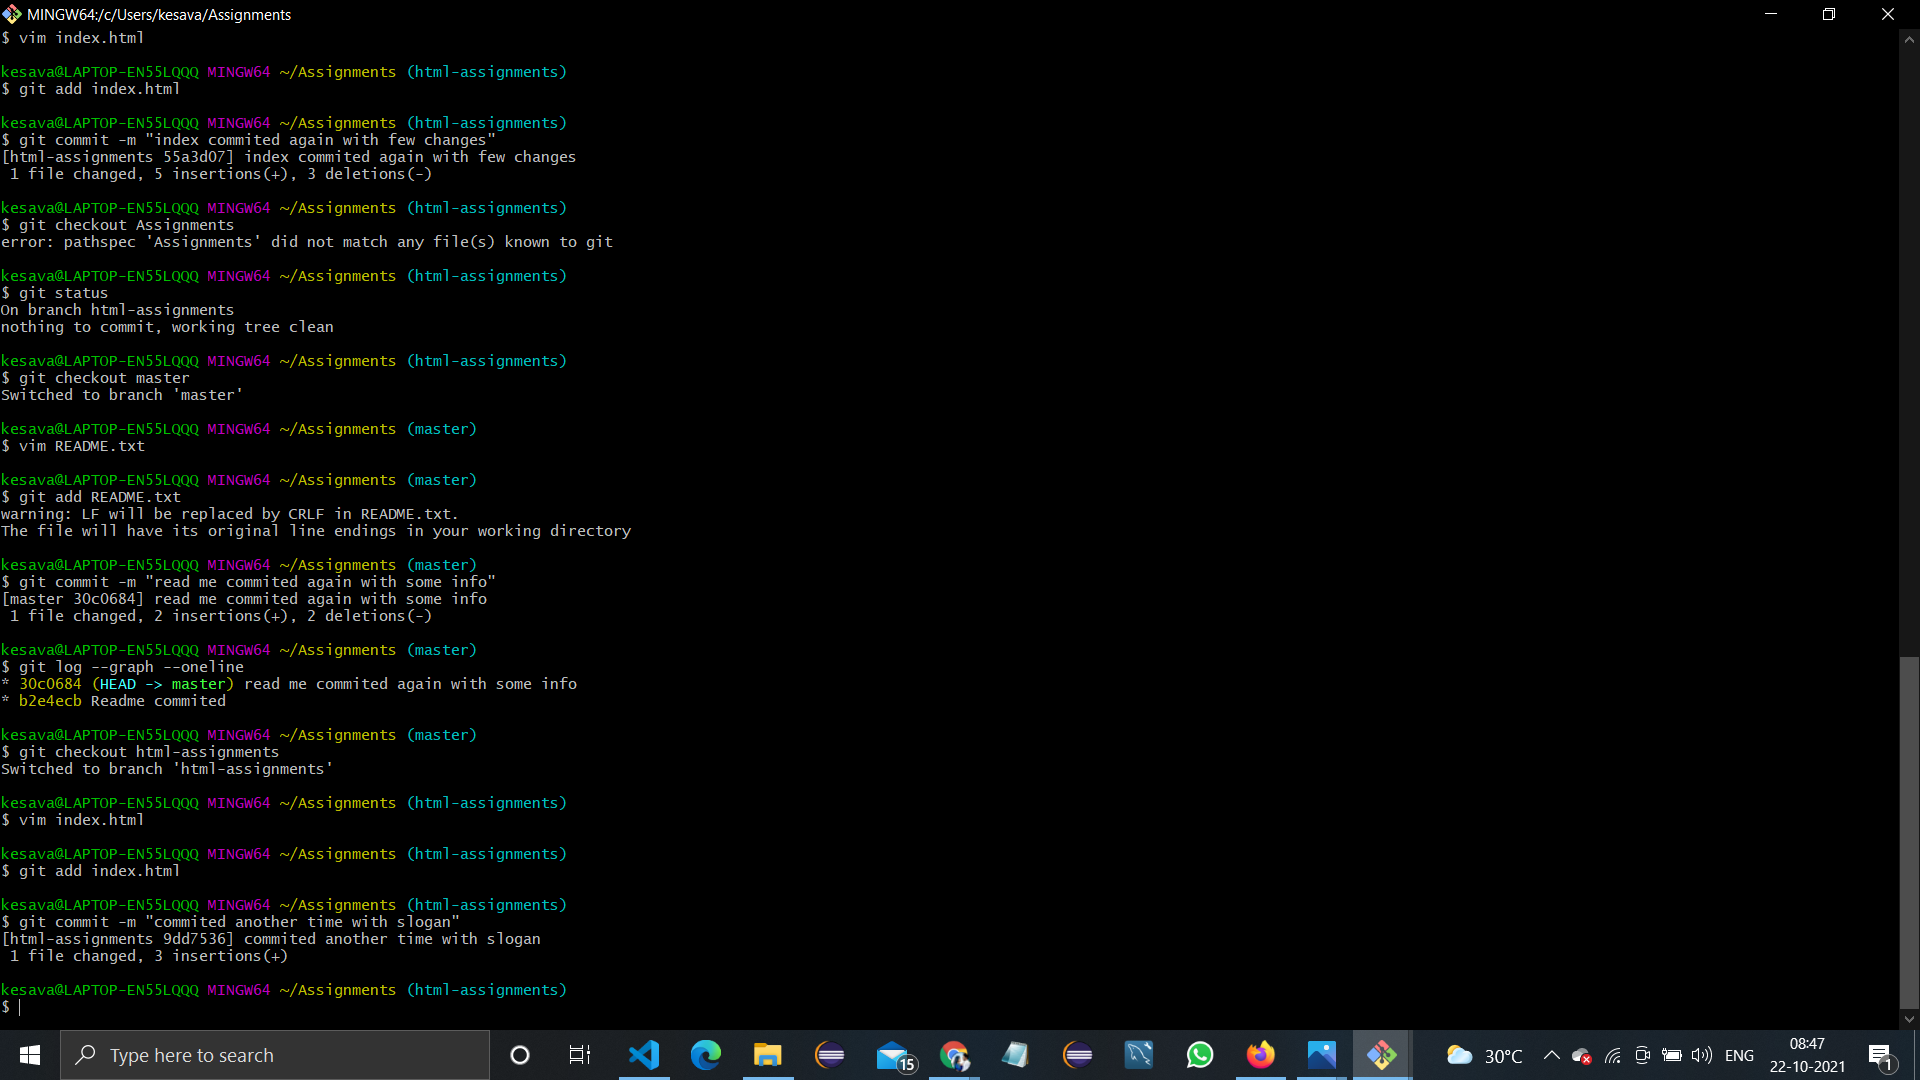 MINGW64:/c/Users/kesava/Assignments
$ vim index.html
kesava@LAPTOP-EN55LQQQ MINGW64 ~/Assignments (html-assignments)
$ git add index.html
kesava@LAPTOP-EN55LQQQ MINGW64 ~/Assignments (html-assignments)
$ git commit -m "index commited again with few changes"
[html-assignments 55a3d07] index commited again with few changes
 1 file changed, 5 insertions(+), 3 deletions(-)
kesava@LAPTOP-EN55LQQQ MINGW64 ~/Assignments (html-assignments)
$ git checkout Assignments
error: pathspec 'Assignments' did not match any file(s) known to git
kesava@LAPTOP-EN55LQQQ MINGW64 ~/Assignments (html-assignments)
$ git status
On branch html-assignments
nothing to commit, working tree clean
kesava@LAPTOP-EN55LQQQ MINGW64 ~/Assignments (html-assignments)
$ git checkout master
Switched to branch 'master'
kesava@LAPTOP-EN55LQQQ MINGW64 ~/Assignments (master)
$ vim README.txt
kesava@LAPTOP-EN55LQQQ MINGW64 ~/Assignments (master)
$ git add README.txt
warning: LF will be replaced by CRLF in README.txt.
The file will have its original line endings in your working directory
kesava@LAPTOP-EN55LQQQ MINGW64 ~/Assignments (master)
$ git commit -m "read me commited again with some info"
[master 30c0684] read me commited again with some info
 1 file changed, 2 insertions(+), 2 deletions(-)
kesava@LAPTOP-EN55LQQQ MINGW64 ~/Assignments (master)
$ git log --graph --oneline
* 30c0684 (HEAD -> master) read me commited again with some info
* b2e4ecb Readme commited
kesava@LAPTOP-EN55LQQQ MINGW64 ~/Assignments (master)
$ git checkout html-assignments
Switched to branch 'html-assignments'
kesava@LAPTOP-EN55LQQQ MINGW64 ~/Assignments (html-assignments)
$ vim index.html
kesava@LAPTOP-EN55LQQQ MINGW64 ~/Assignments (html-assignments)
$ git add index.html
kesava@LAPTOP-EN55LQQQ MINGW64 ~/Assignments (html-assignments)
$ git commit -m "commited another time with slogan"
[html-assignments 9dd7536] commited another time with slogan
 1 file changed, 3 insertions(+)
kesava@LAPTOP-EN55LQQQ MINGW64 ~/Assignments (html-assignments)
$
Type here to search
15
30°C
ENG
08:47
22-10-2021
1